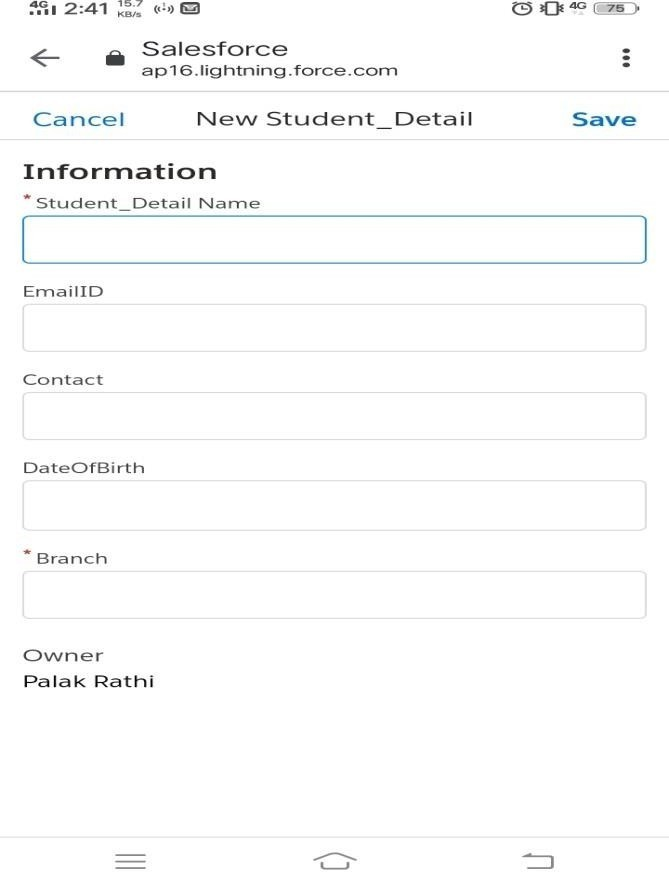 4G 2:41 15.7 KB/s 4G 75
Salesforce
ap16.lightning.force.com
Cancel New Student_Detail Save
Information
* Student_Detail Name
EmailID
Contact
DateOfBirth
* Branch
Owner
Palak Rathi